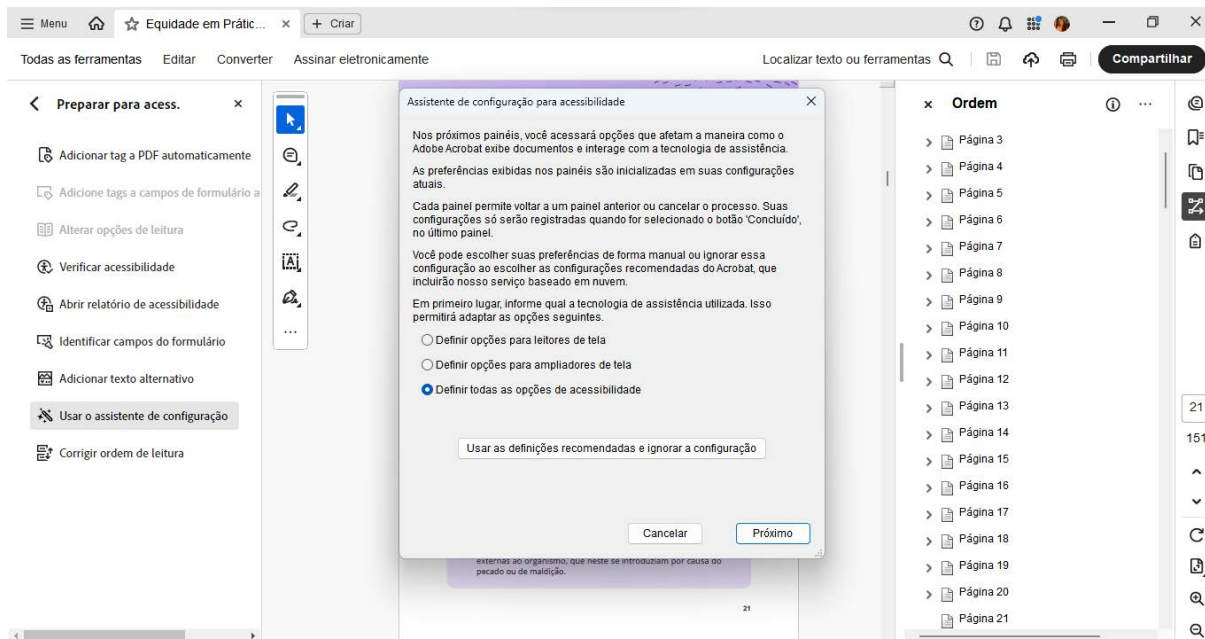 Menu
Equidade em Prátic...
+ Criar
Todas as ferramentas
Editar
Converter
Assinar eletronicamente
Localizar texto ou ferramentas
Compartilhar
Preparar para acess.
Adicionar tag a PDF automaticamente
Adicione tags a campos de formulário a
Alterar opções de leitura
Verificar acessibilidade
Abrir relatório de acessibilidade
Identificar campos do formulário
Adicionar texto alternativo
Usar o assistente de configuração
Corrigir ordem de leitura
Assistente de configuração para acessibilidade
Nos próximos painéis, você acessará opções que afetam a maneira como o
Adobe Acrobat exibe documentos e interage com a tecnologia de assistência.
As preferências exibidas nos painéis são inicializadas em suas configurações
atuais.
Cada painel permite voltar a um painel anterior ou cancelar o processo. Suas
configurações só serão registradas quando for selecionado o botão 'Concluído',
no último painel.
Você pode escolher suas preferências de forma manual ou ignorar essa
configuração ao escolher as configurações recomendadas do Acrobat, que
incluirão nosso serviço baseado em nuvem.
Em primeiro lugar, informe qual a tecnologia de assistência utilizada. Isso
permitirá adaptar as opções seguintes.
Definir opções para leitores de tela
Definir opções para ampliadores de tela
Definir todas as opções de acessibilidade
Usar as definições recomendadas e ignorar a configuração
Cancelar
Próximo
externas ao organismo, que neste se introduziam por causa do
pecado ou de maldição.
21
Ordem
Página 3
Página 4
Página 5
Página 6
Página 7
Página 8
Página 9
Página 10
Página 11
Página 12
Página 13
Página 14
Página 15
Página 16
Página 17
Página 18
Página 19
Página 20
Página 21
21
151